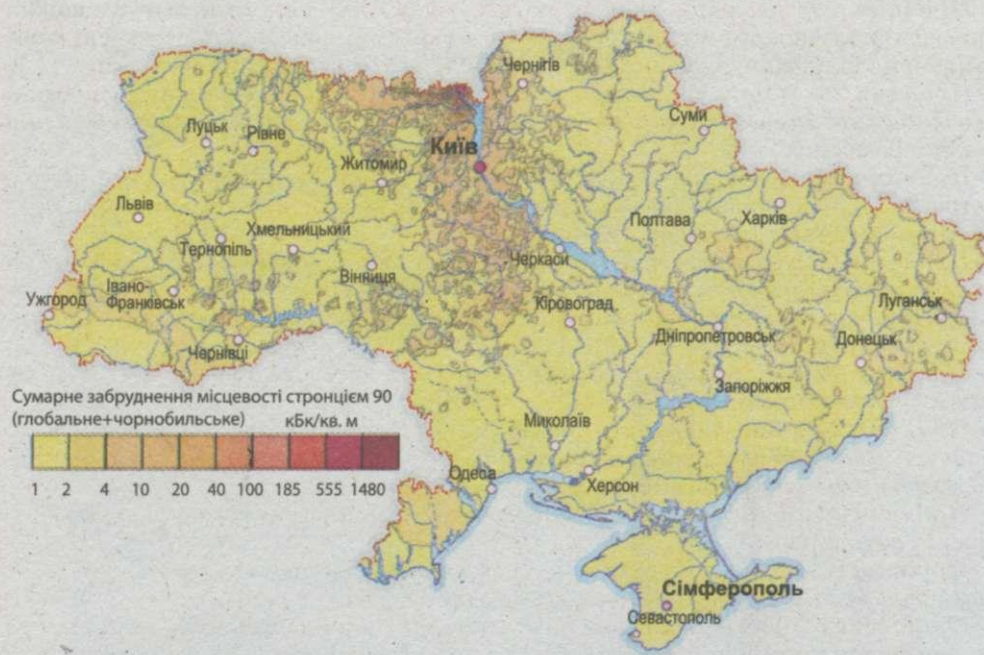 Чернігів
Суми
Луцьк
Рівне
Київ
Житомир
Львів
Хмельницький
Полтава
Харків
Тернопіль
Черкаси
Вінниця
Івано-
Франківськ
Ужгород
Кіровоград
Луганськ
Чернівці
Дніпропетровськ
Донецьк
Запоріжжя
Сумарне забруднення місцевості стронцієм 90
(глобальне+чорнобильське) кБк/кв. м
1 2 4 10 20 40 100 185 555 1480
Миколаїв
Одеса
Херсон
Сімферополь
Севастополь